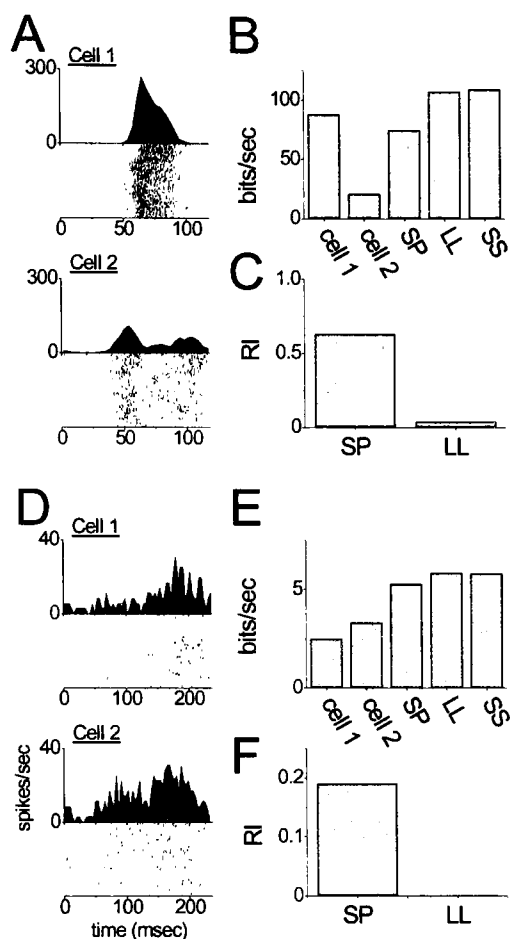 A
Cell 1
300
0
0 50 100
Cell 2
300
0
0 50 100
B
bits/sec
100
50
0
cell 1 cell 2 SP LL SS
C
RI
1.0
0.5
0
SP LL
D
Cell 1
40
0
0 100 200
Cell 2
40
spikes/sec
0
0 100 200
time (msec)
E
bits/sec
5
0
cell 1 cell 2 SP LL SS
F
RI
0.2
0.1
0
SP LL